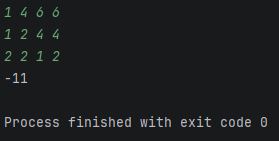 1 4 6 6
1 2 4 4
2 2 1 2
-11
Process finished with exit code 0